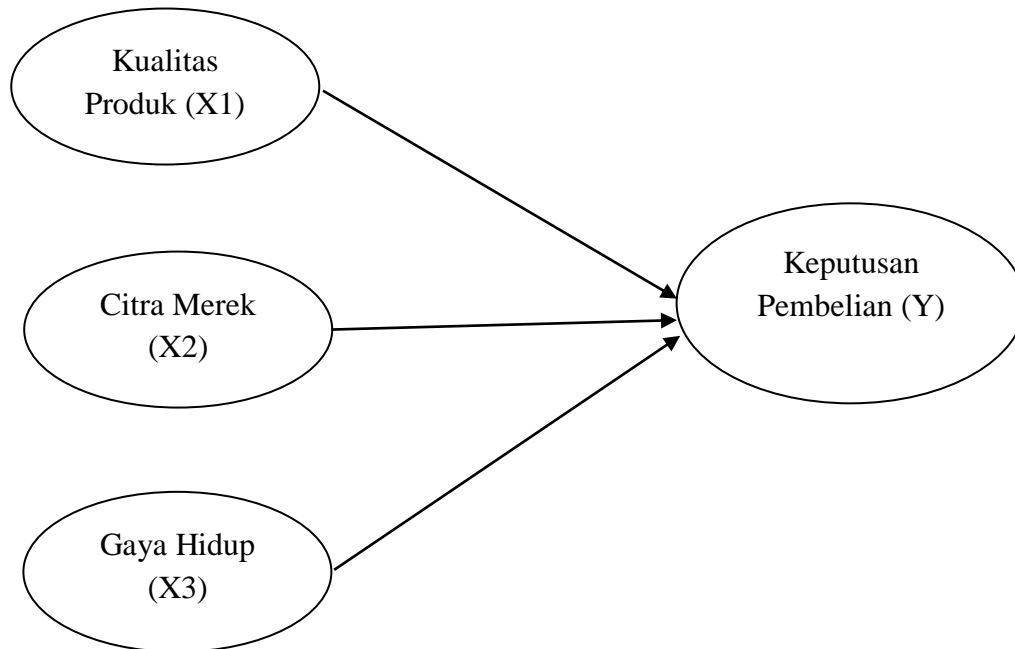 Kualitas
Produk (X1)
Citra Merek
(X2)
Gaya Hidup
(X3)
Keputusan
Pembelian (Y)